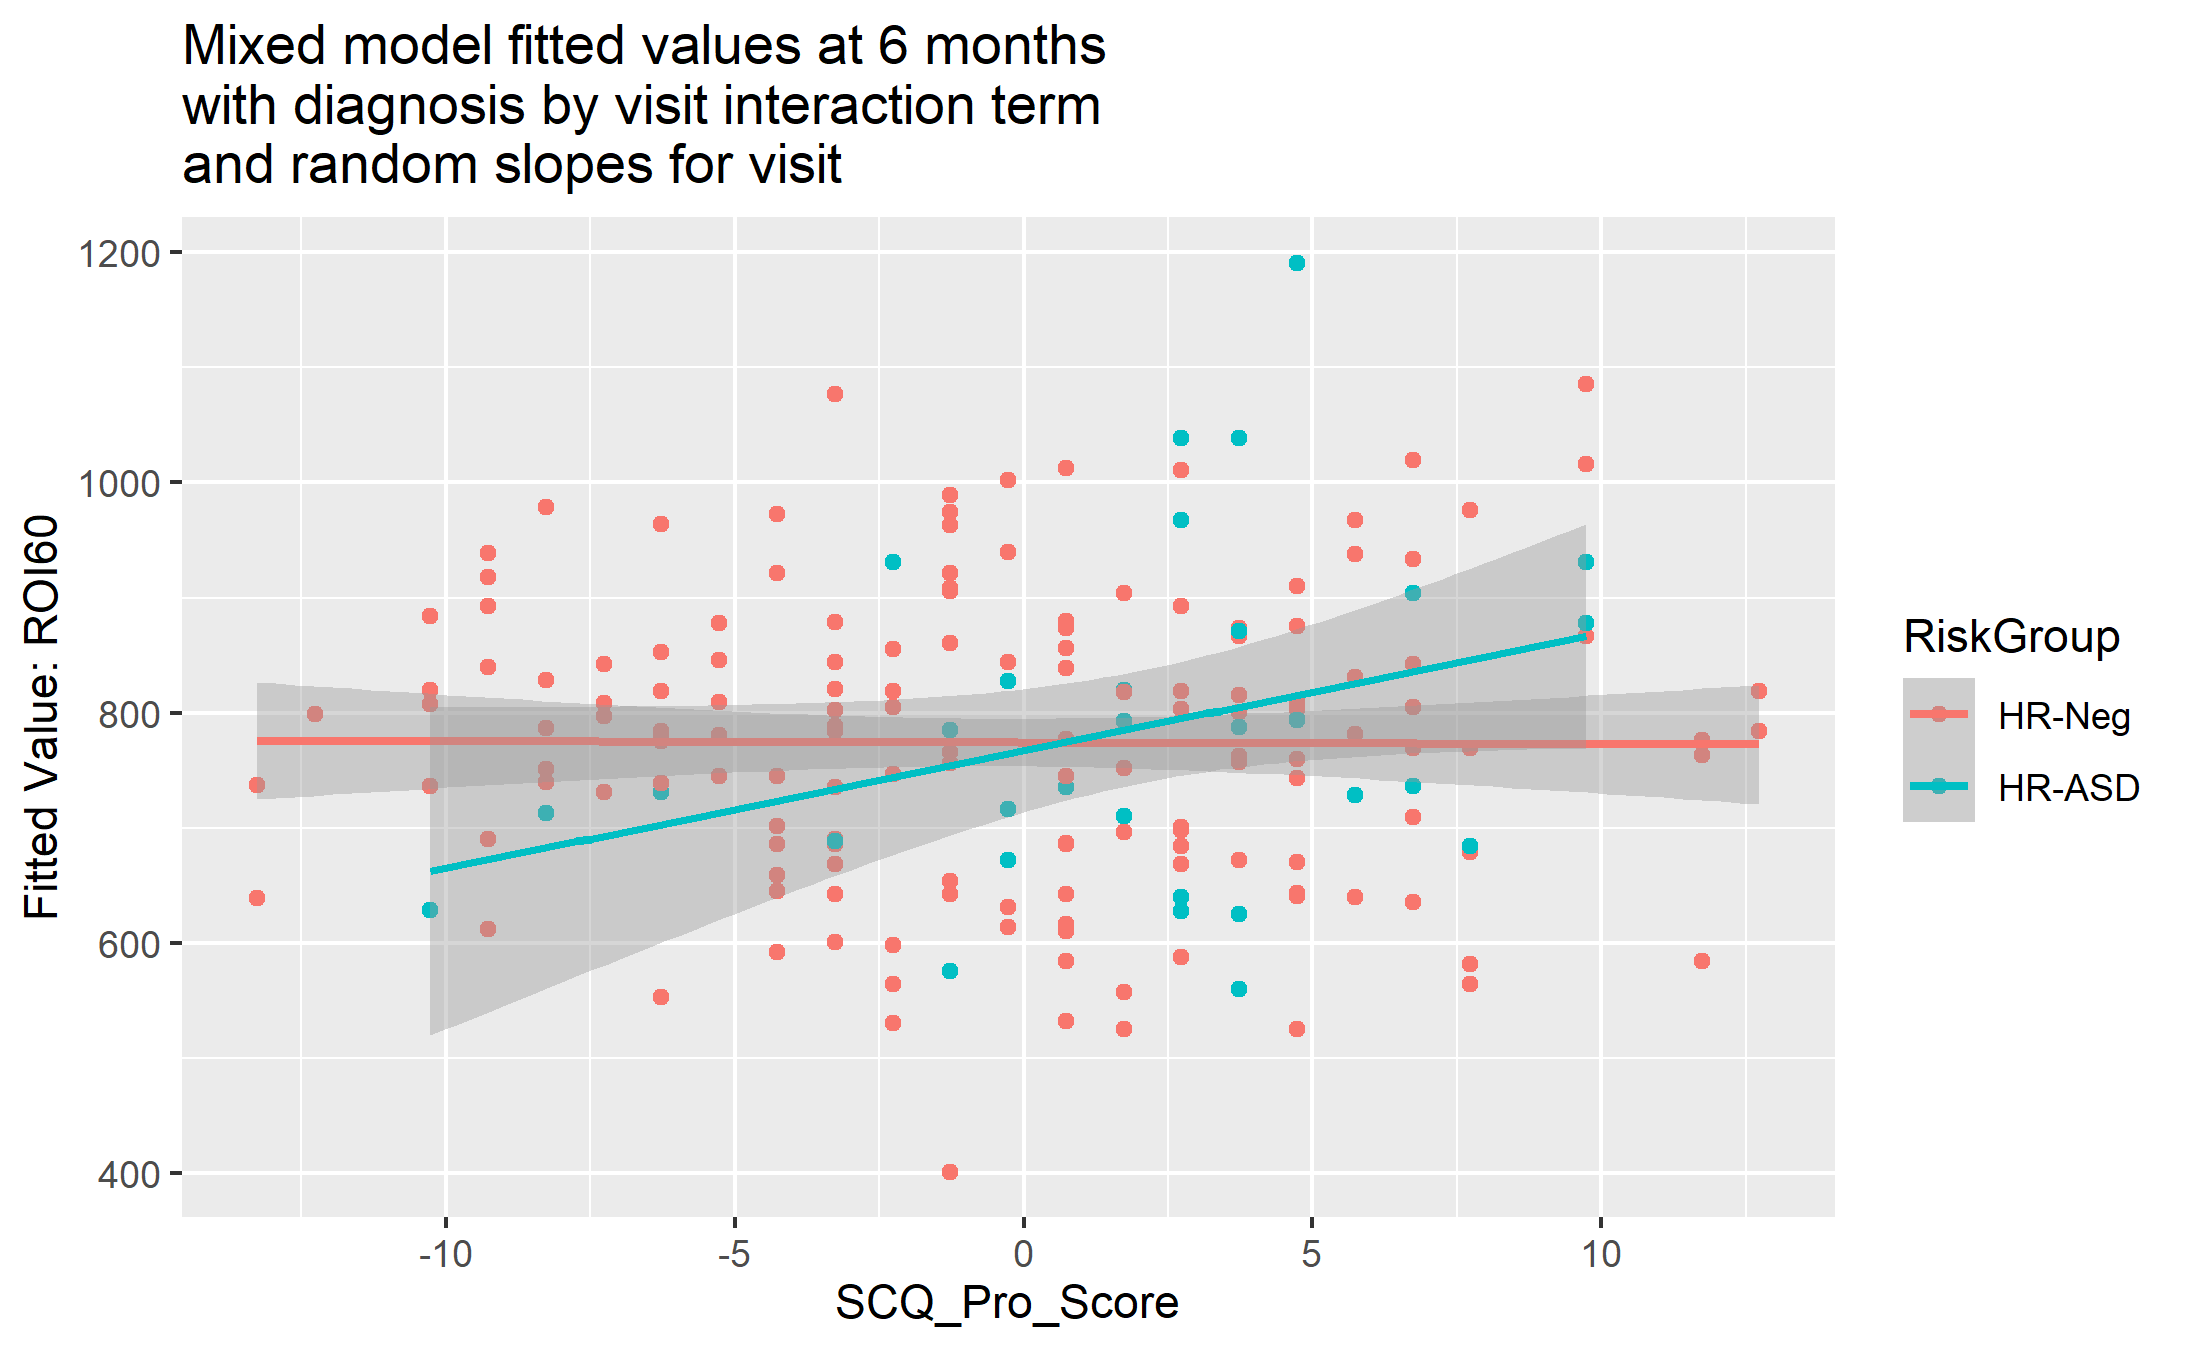 Mixed model fitted values at 6 months
with diagnosis by visit interaction term
and random slopes for visit
1200
1000
800
600
400
Fitted Value: ROI60
-10
-5
0
5
10
SCQ_Pro_Score
RiskGroup
HR-Neg
HR-ASD